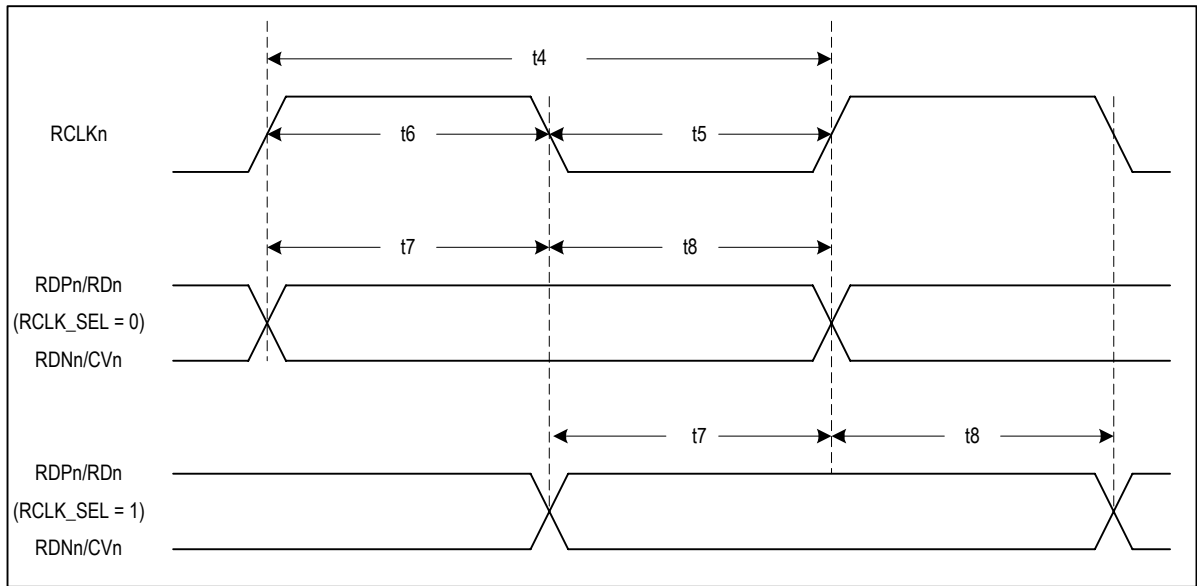 t4
RCLKn
t6
t5
t7
t8
RDPn/RDn
(RCLK_SEL = 0)
RDNn/CVn
t7
t8
RDPn/RDn
(RCLK_SEL = 1)
RDNn/CVn